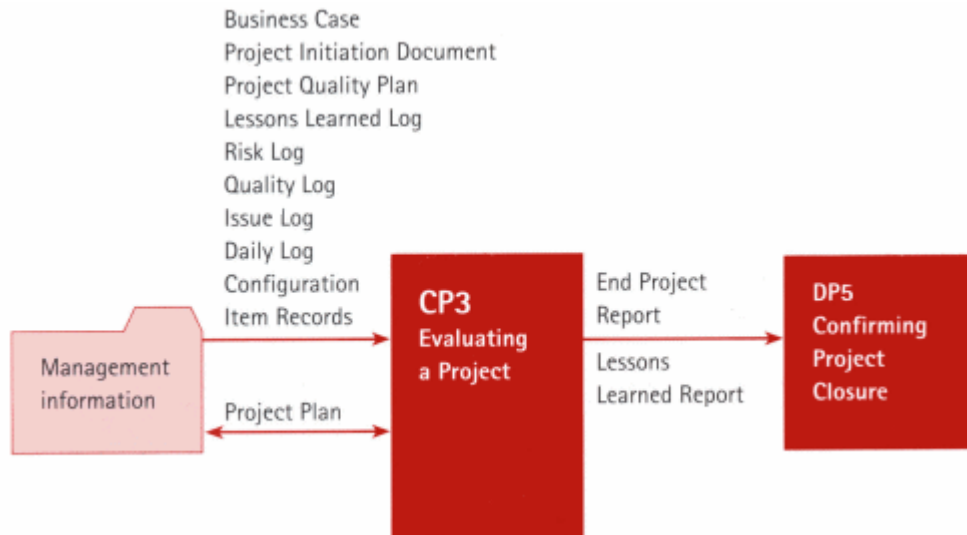 Business Case
Project Initiation Document
Project Quality Plan
Lessons Learned Log
Risk Log
Quality Log
Issue Log
Daily Log
Configuration
Item Records
Management
information
Project Plan
CP3
Evaluating
a Project
End Project
Report
Lessons
Learned Report
DP5
Confirming
Project
Closure